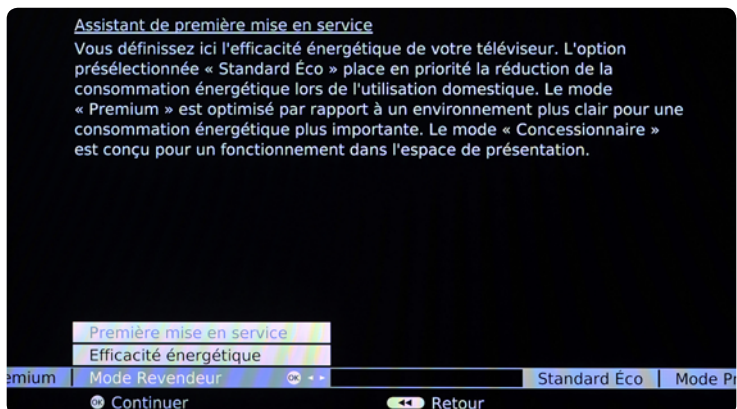 Assistant de première mise en service
Vous définissez ici l'efficacité énergétique de votre téléviseur. L'option
présélectionnée « Standard Éco » place en priorité la réduction de la
consommation énergétique lors de l'utilisation domestique. Le mode
« Premium » est optimisé par rapport à un environnement plus clair pour une
consommation énergétique plus importante. Le mode « Concessionnaire »
est conçu pour un fonctionnement dans l'espace de présentation.
Première mise en service
Efficacité énergétique
emium Mode Revendeur OK Standard Éco Mode Pr
OK Continuer Retour